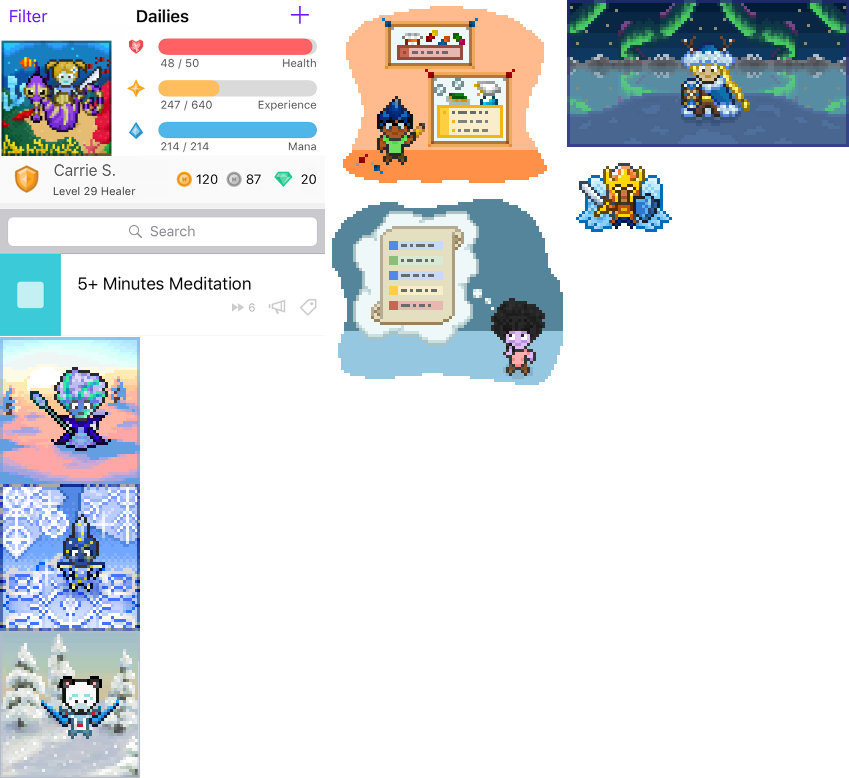 Filter
Dailies
48 / 50
Health
247 / 640
Experience
214 / 214
Mana
Carrie S.
Level 29 Healer
120
87
20
Search
5+ Minutes Meditation
6